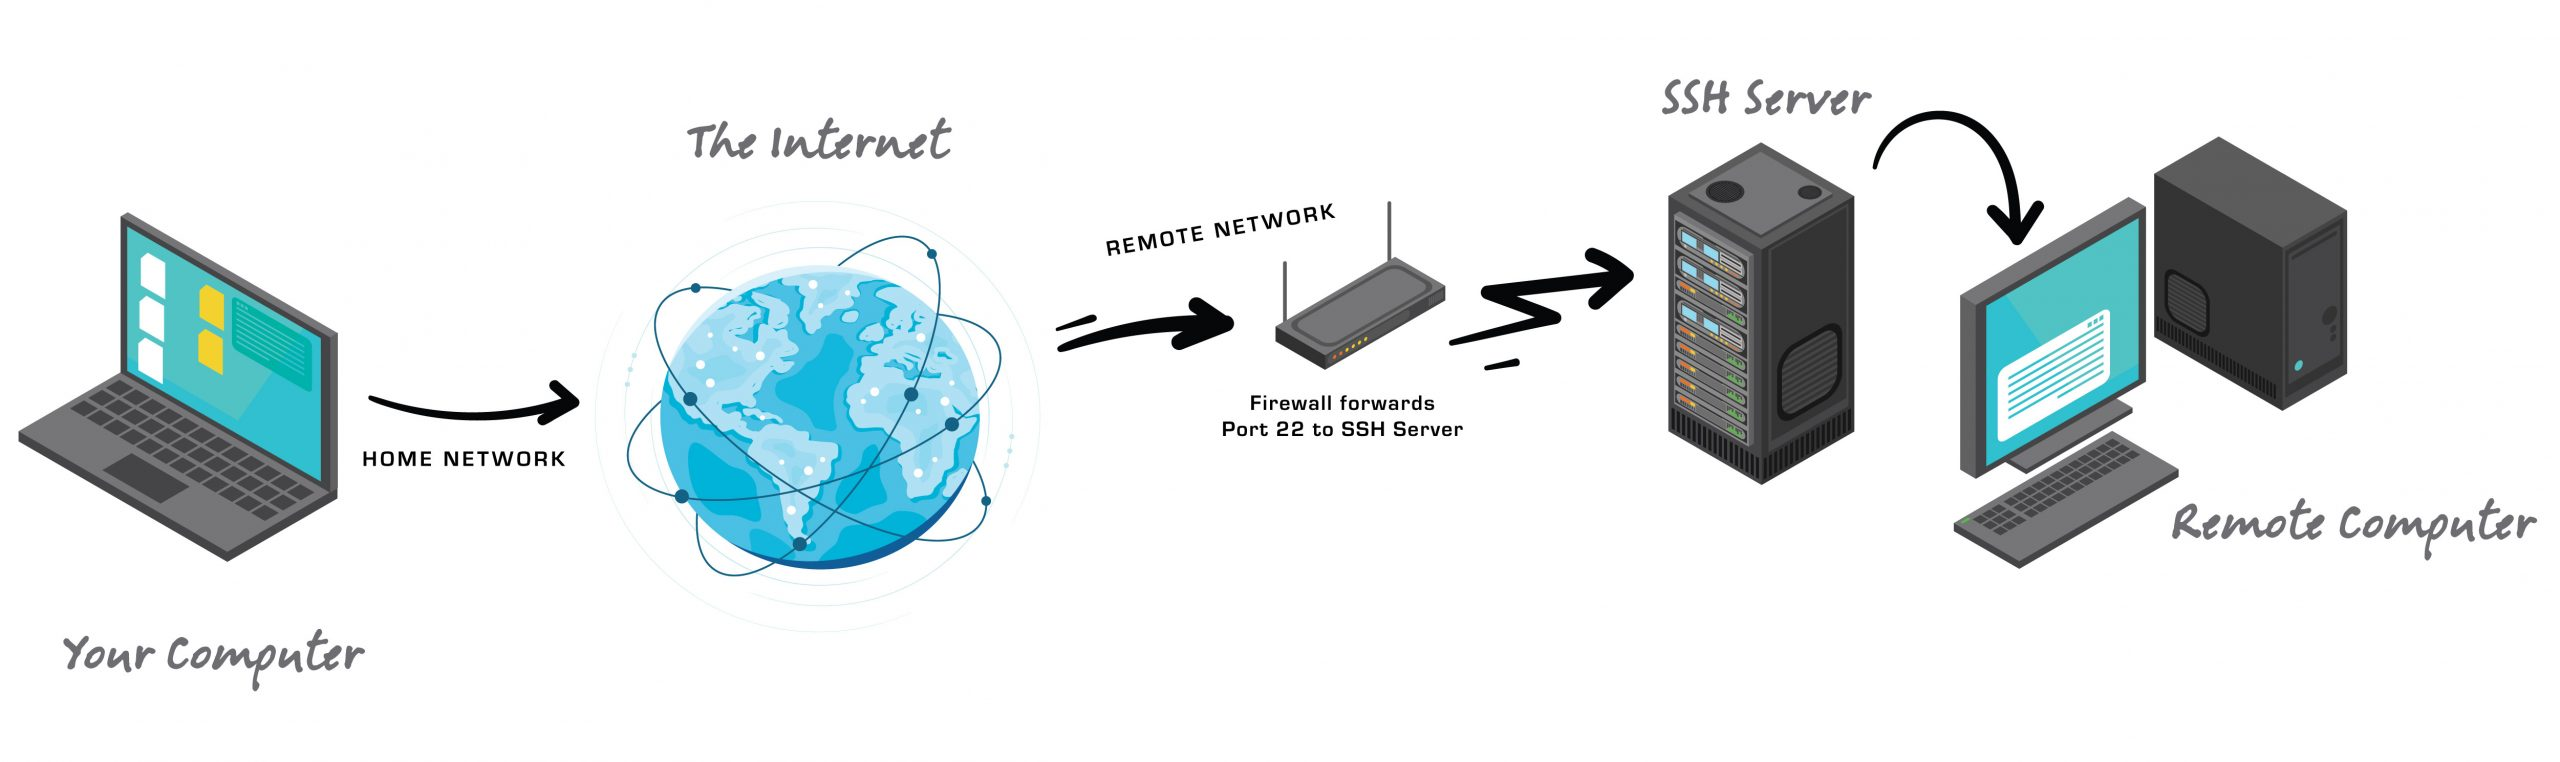 Your Computer
HOME NETWORK
The Internet
REMOTE NETWORK
Firewall forwards
Port 22 to SSH Server
SSH Server
Remote Computer